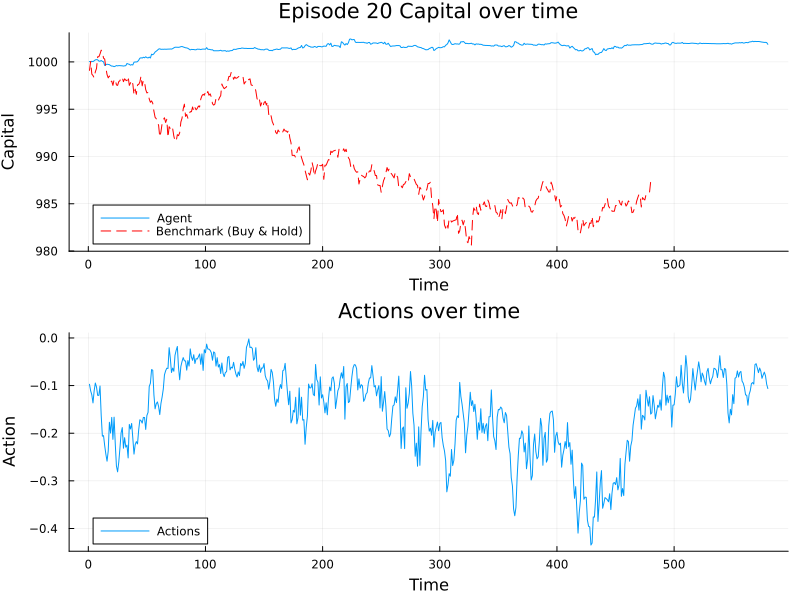 Episode 20 Capital over time
1000
995
990
985
980
Capital
Agent
Benchmark (Buy & Hold)
0 100 200 300 400 500
Time
Actions over time
0.0
−0.1
−0.2
−0.3
−0.4
Action
Actions
0 100 200 300 400 500
Time